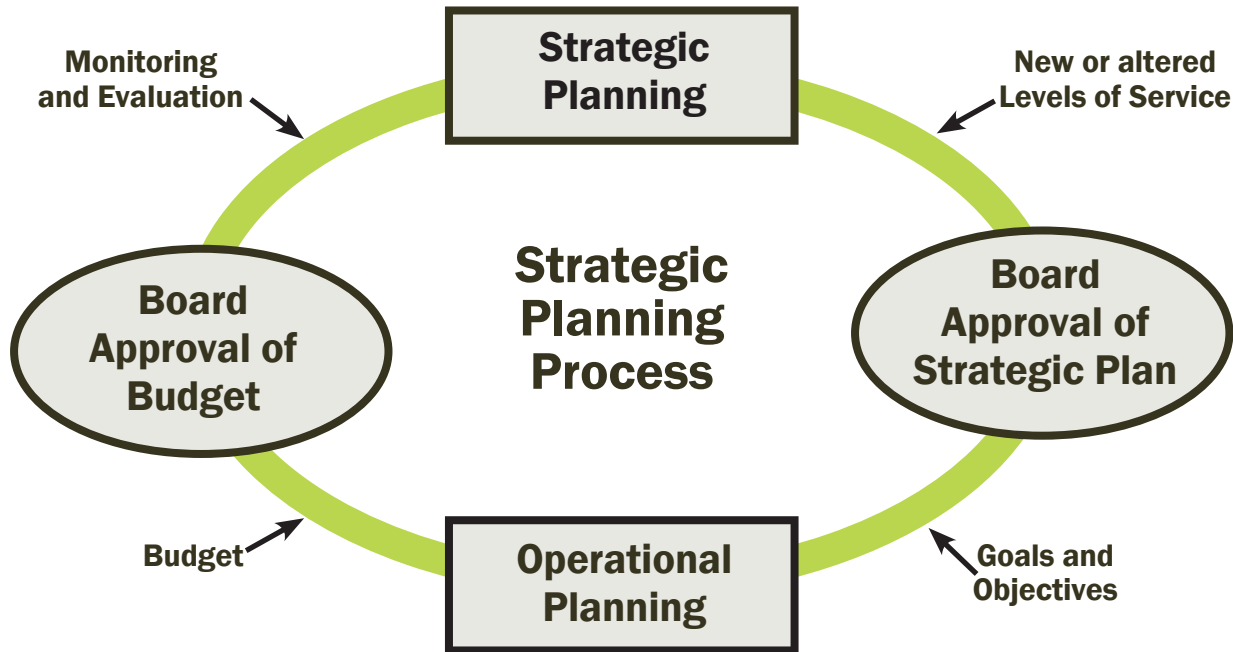 Strategic
Planning
Monitoring
and Evaluation
New or altered
Levels of Service
Board
Approval of
Budget
Strategic
Planning
Process
Board
Approval of
Strategic Plan
Budget
Operational
Planning
Goals and
Objectives